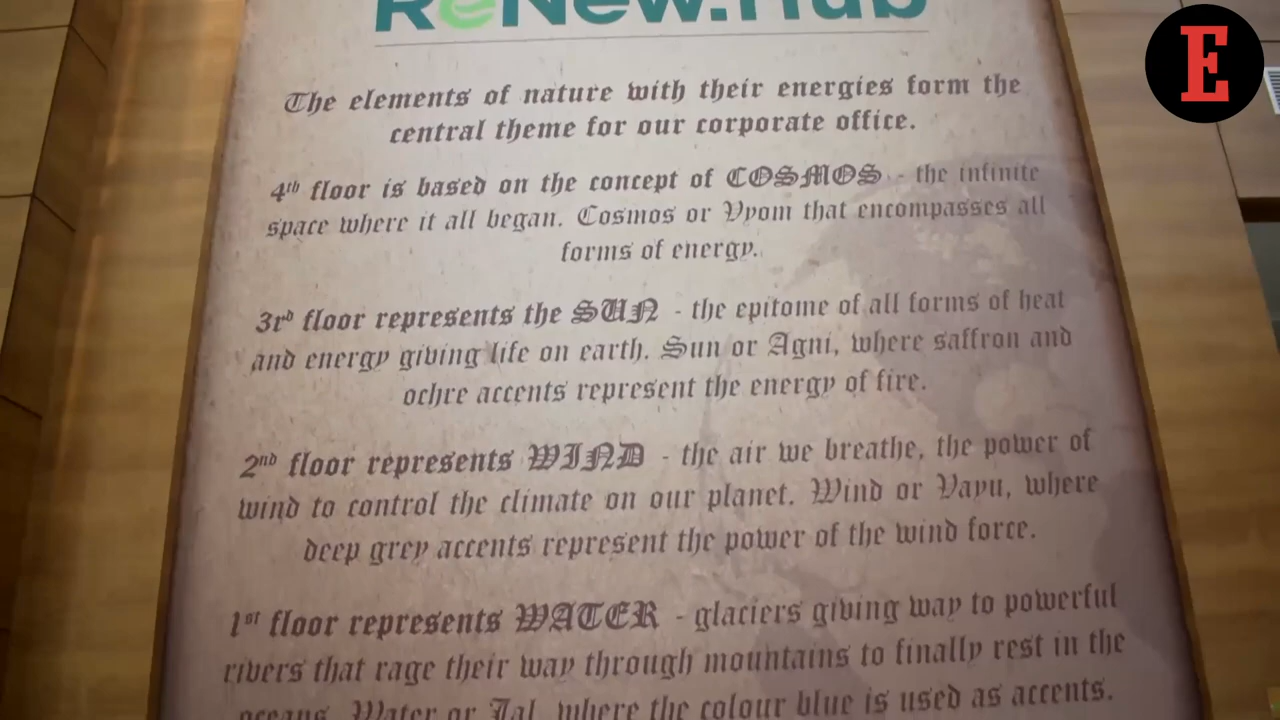 ReNew.Hub
E
The elements of nature with their energies form the
central theme for our corporate office.
4th floor is based on the concept of COSMOS - the infinite
space where it all began. Cosmos or Vyom that encompasses all
forms of energy.
3rd floor represents the SUN - the epitome of all forms of heat
and energy giving life on earth. Sun or Agni, where saffron and
ochre accents represent the energy of fire.
2nd floor represents WIND - the air we breathe, the power of
wind to control the climate on our planet. Wind or Vayu, where
deep grey accents represent the power of the wind force.
1st floor represents WATER - glaciers giving way to powerful
rivers that rage their way through mountains to finally rest in the
oceans. Water or Jal, where the colour blue is used as accents.